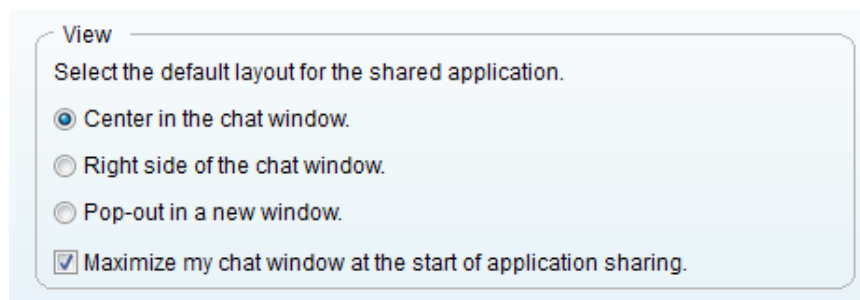 View
Select the default layout for the shared application.
Center in the chat window.
Right side of the chat window.
Pop-out in a new window.
Maximize my chat window at the start of application sharing.